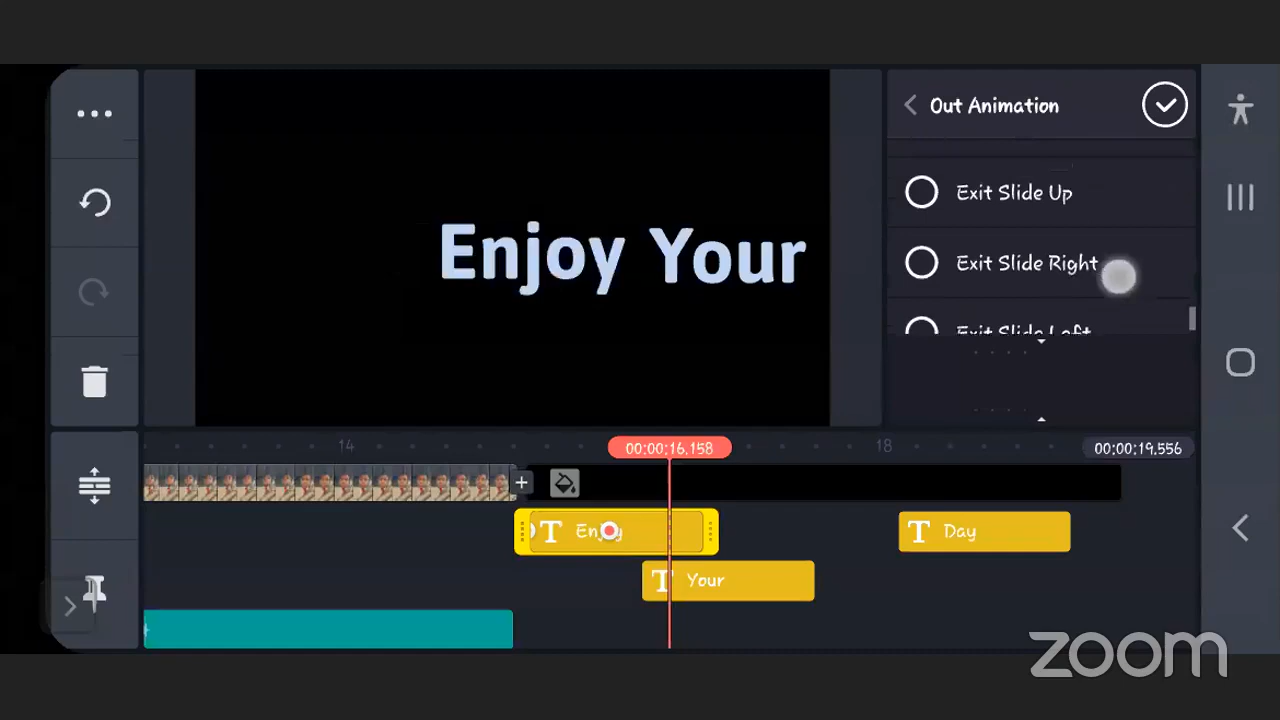 Out Animation
Exit Slide Up
Enjoy Your
Exit Slide Right
Exit Slide Left
14
00:00:16,158
18
00:00:19,556
T Enjoy
T Day
T Your
zoom